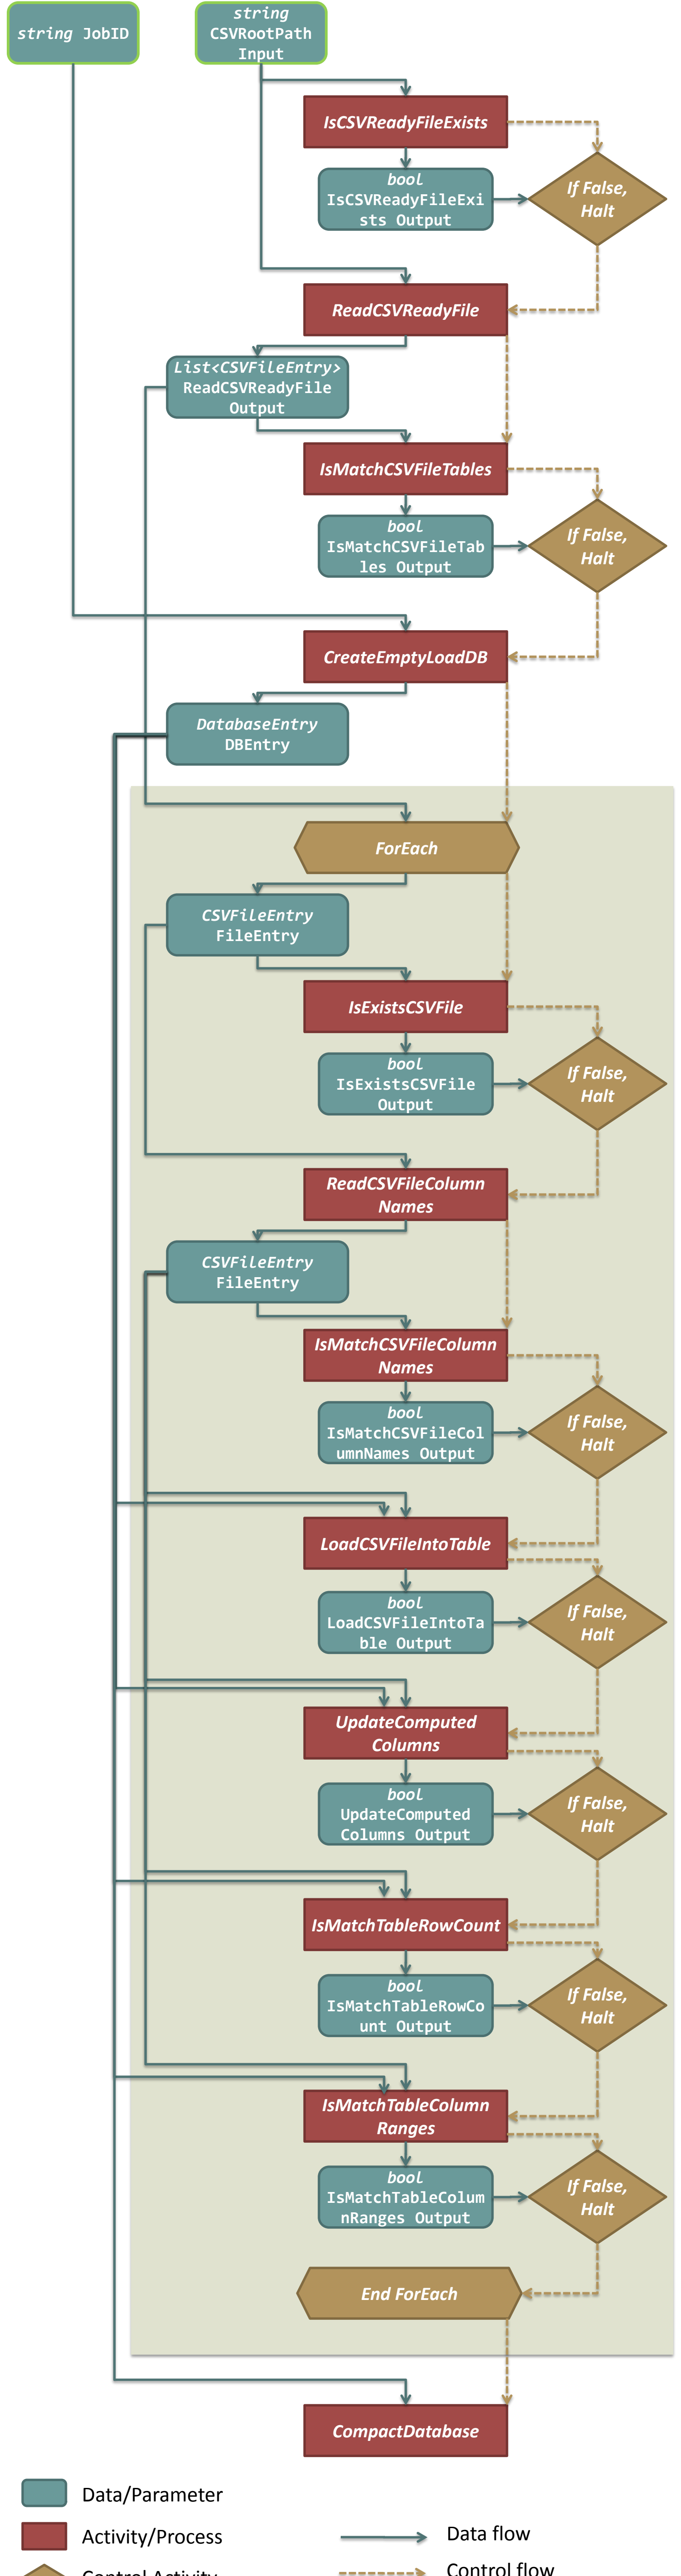 string JobID
string
CSVRootPath
Input
IsCSVReadyFileExists
bool
IsCSVReadyFileExi
sts Output
If False,
Halt
ReadCSVReadyFile
List<CSVFileEntry>
ReadCSVReadyFile
Output
IsMatchCSVFileTables
bool
IsMatchCSVFileTab
les Output
If False,
Halt
CreateEmptyLoadDB
DatabaseEntry
DBEntry
ForEach
CSVFileEntry
FileEntry
IsExistsCSVFile
bool
IsExistsCSVFile
Output
If False,
Halt
ReadCSVFileColumn
Names
CSVFileEntry
FileEntry
IsMatchCSVFileColumn
Names
bool
IsMatchCSVFileCol
umnNames Output
If False,
Halt
LoadCSVFileIntoTable
bool
LoadCSVFileIntoTa
ble Output
If False,
Halt
UpdateComputed
Columns
bool
UpdateComputed
Columns Output
If False,
Halt
IsMatchTableRowCount
bool
IsMatchTableRowCo
unt Output
If False,
Halt
IsMatchTableColumn
Ranges
bool
IsMatchTableColum
nRanges Output
If False,
Halt
End ForEach
CompactDatabase
Data/Parameter
Activity/Process
Data flow
Control Activity
Control flow